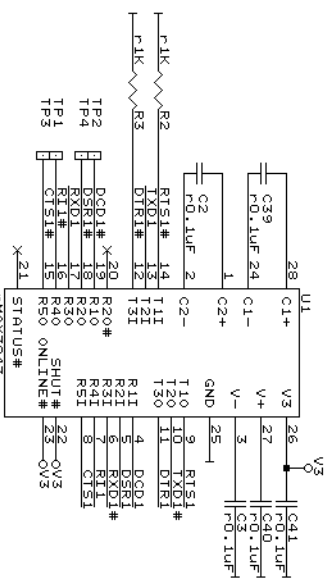 V3
C41
r0.1uF
C40
r0.1uF
C3
r0.1uF
26
27
3
25
9 RTS1
10 TXD1#
11 DTR1
4 DCD1
5 DSR1
6 RXD1#
7 RI1
8 CTS1
22 V3
23 V3
U1
V3
V+
V-
GND
T1O
T2O
T3O
R1I
R2I
R3I
R4I
R5I
SHUT#
ONLINE#
C1+
C1-
C2+
C2-
T1I
T2I
T3I
R2O#
R1O
R2O
R3O
R4O
R5O
STATUS#
28
24
1
2
C39
r0.1uF
C2
r0.1uF
RTS1# 14
TXD1 13
DTR1# 12
20
DCD1# 19
DSR1# 18
RXD1 17
RI1# 16
CTS1# 15
21
r1K R2
r1K R3
TP2
TP4
TP1
TP3